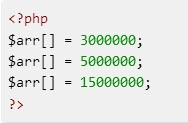 <?php
$arr[] = 3000000;
$arr[] = 5000000;
$arr[] = 15000000;
?>